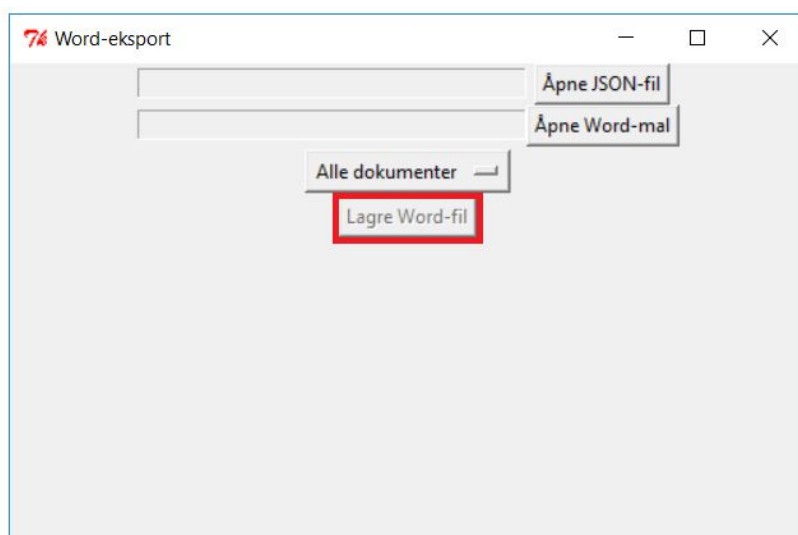 Word-eksport
Åpne JSON-fil
Åpne Word-mal
Alle dokumenter
Lagre Word-fil